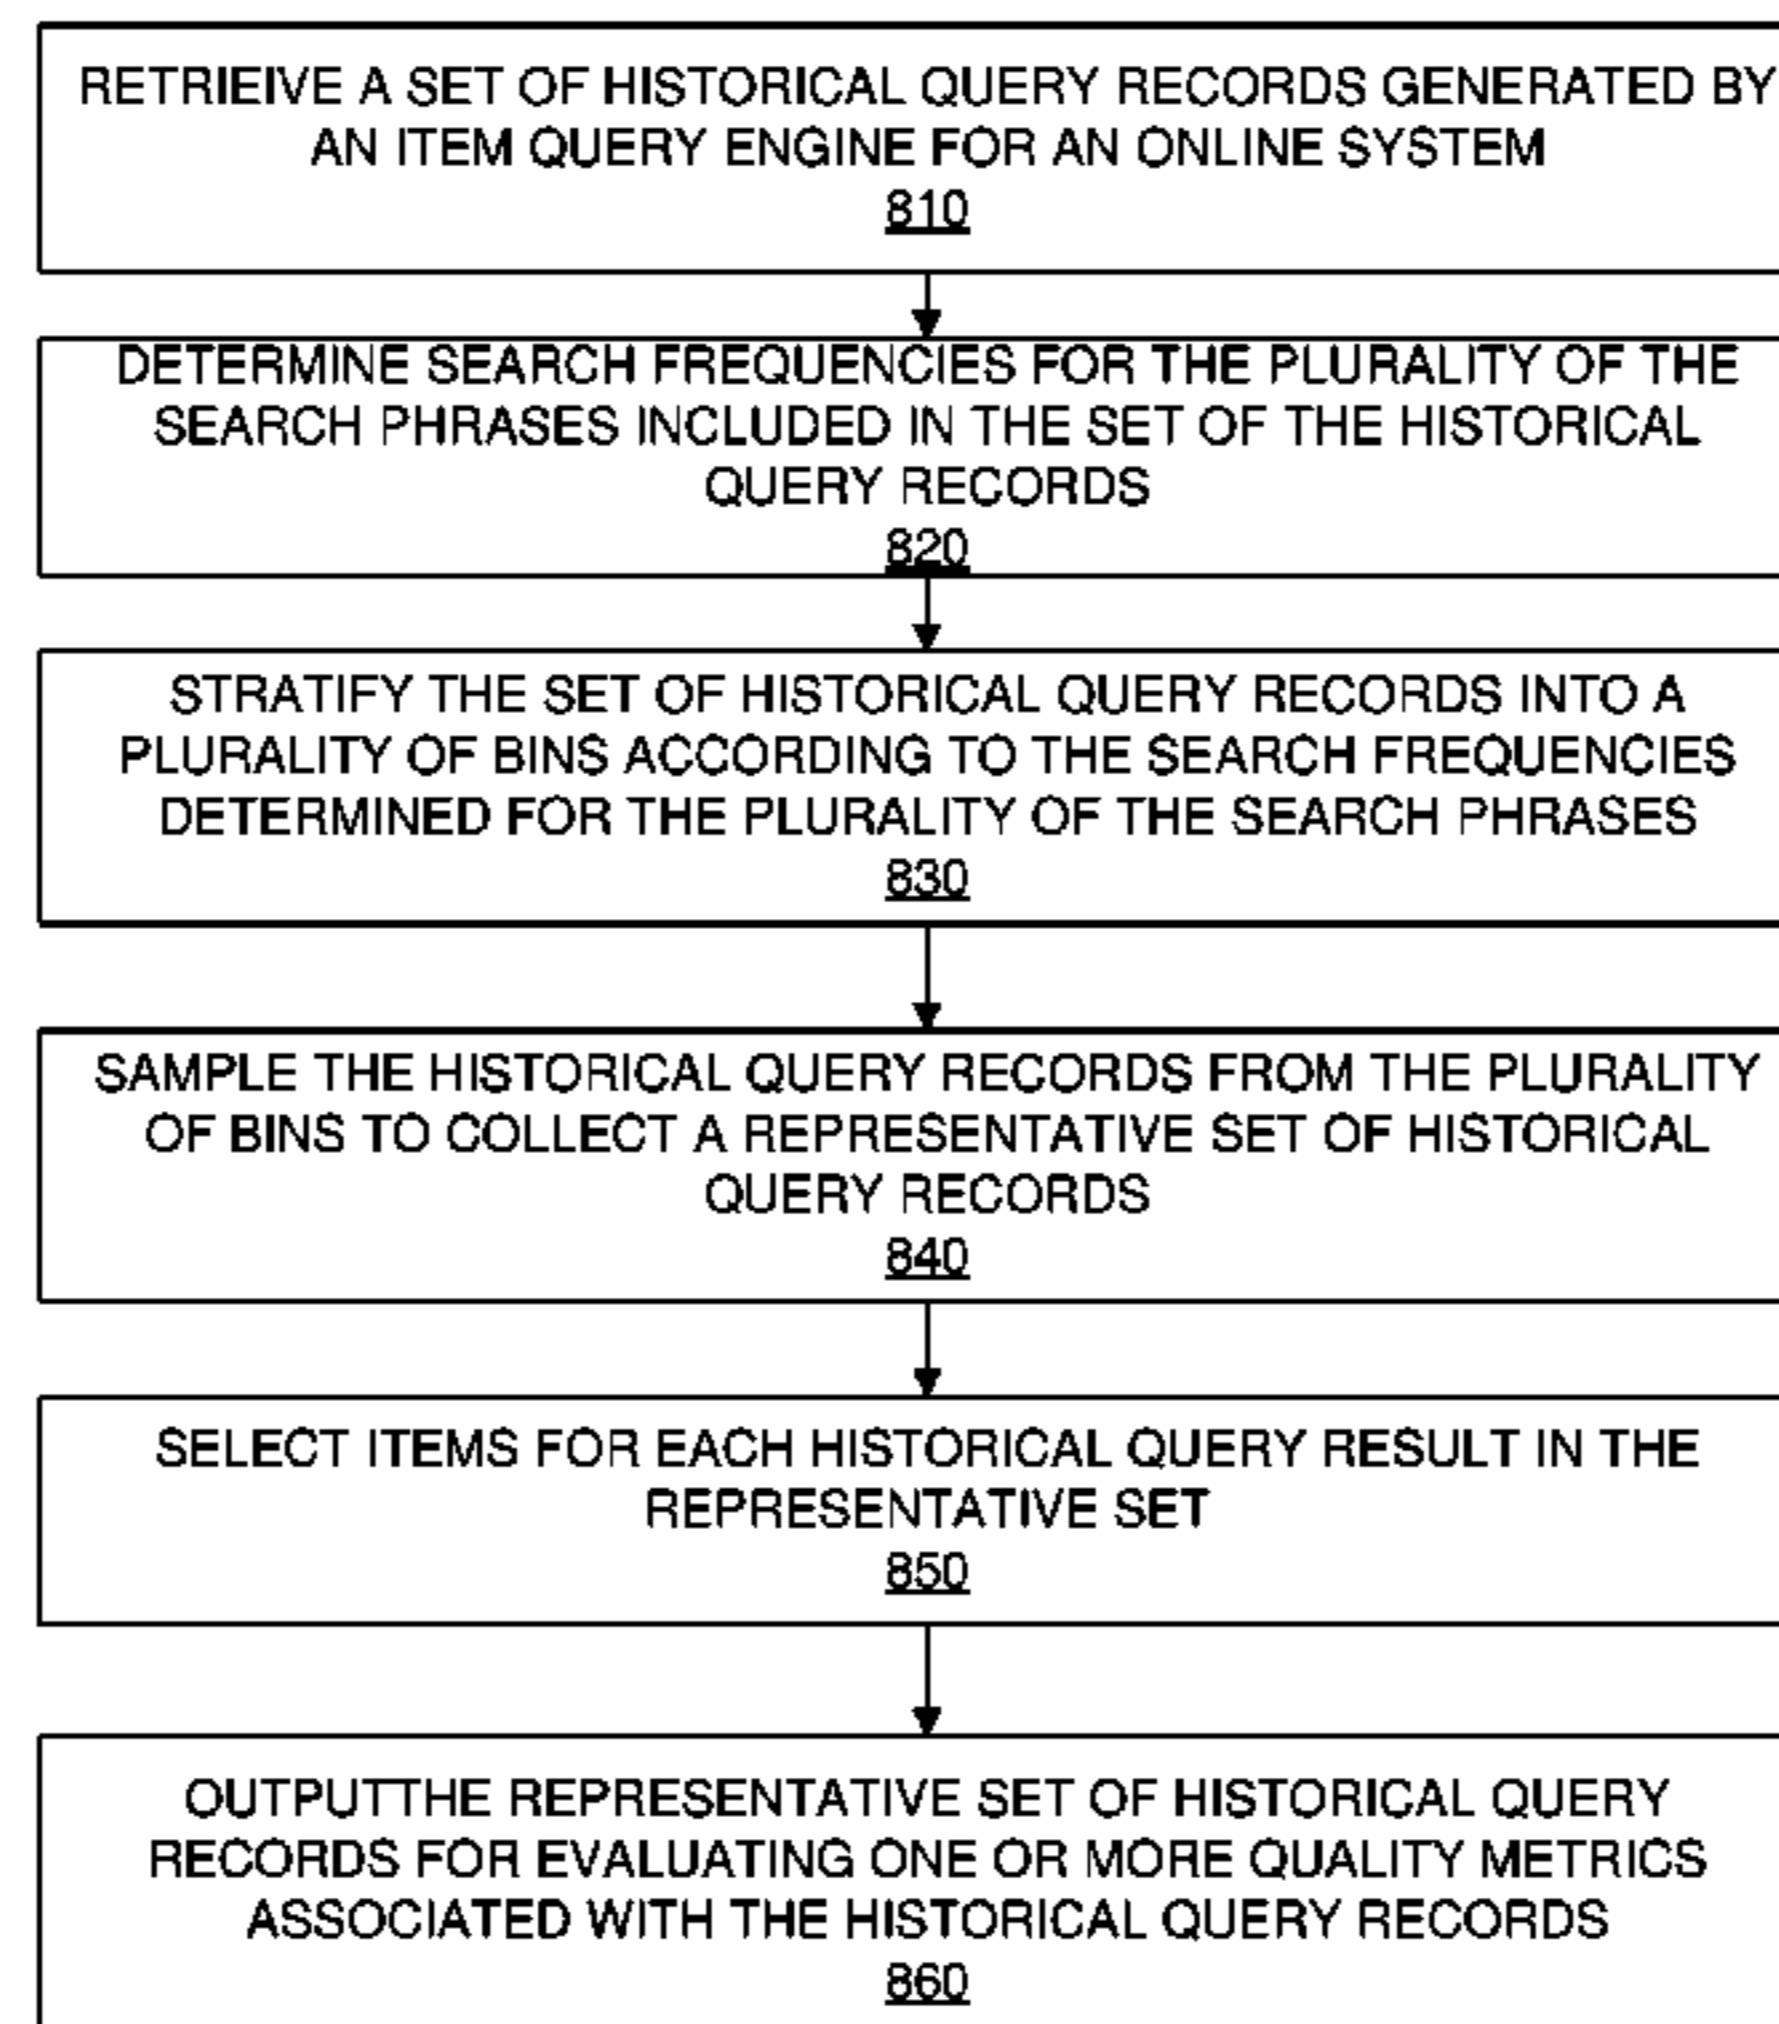 RETRIEIVE A SET OF HISTORICAL QUERY RECORDS GENERATED BY
AN ITEM QUERY ENGINE FOR AN ONLINE SYSTEM
810
DETERMINE SEARCH FREQUENCIES FOR THE PLURALITY OF THE
SEARCH PHRASES INCLUDED IN THE SET OF THE HISTORICAL
QUERY RECORDS
820
STRATIFY THE SET OF HISTORICAL QUERY RECORDS INTO A
PLURALITY OF BINS ACCORDING TO THE SEARCH FREQUENCIES
DETERMINED FOR THE PLURALITY OF THE SEARCH PHRASES
830
SAMPLE THE HISTORICAL QUERY RECORDS FROM THE PLURALITY
OF BINS TO COLLECT A REPRESENTATIVE SET OF HISTORICAL
QUERY RECORDS
840
SELECT ITEMS FOR EACH HISTORICAL QUERY RESULT IN THE
REPRESENTATIVE SET
850
OUTPUTTHE REPRESENTATIVE SET OF HISTORICAL QUERY
RECORDS FOR EVALUATING ONE OR MORE QUALITY METRICS
ASSOCIATED WITH THE HISTORICAL QUERY RECORDS
860